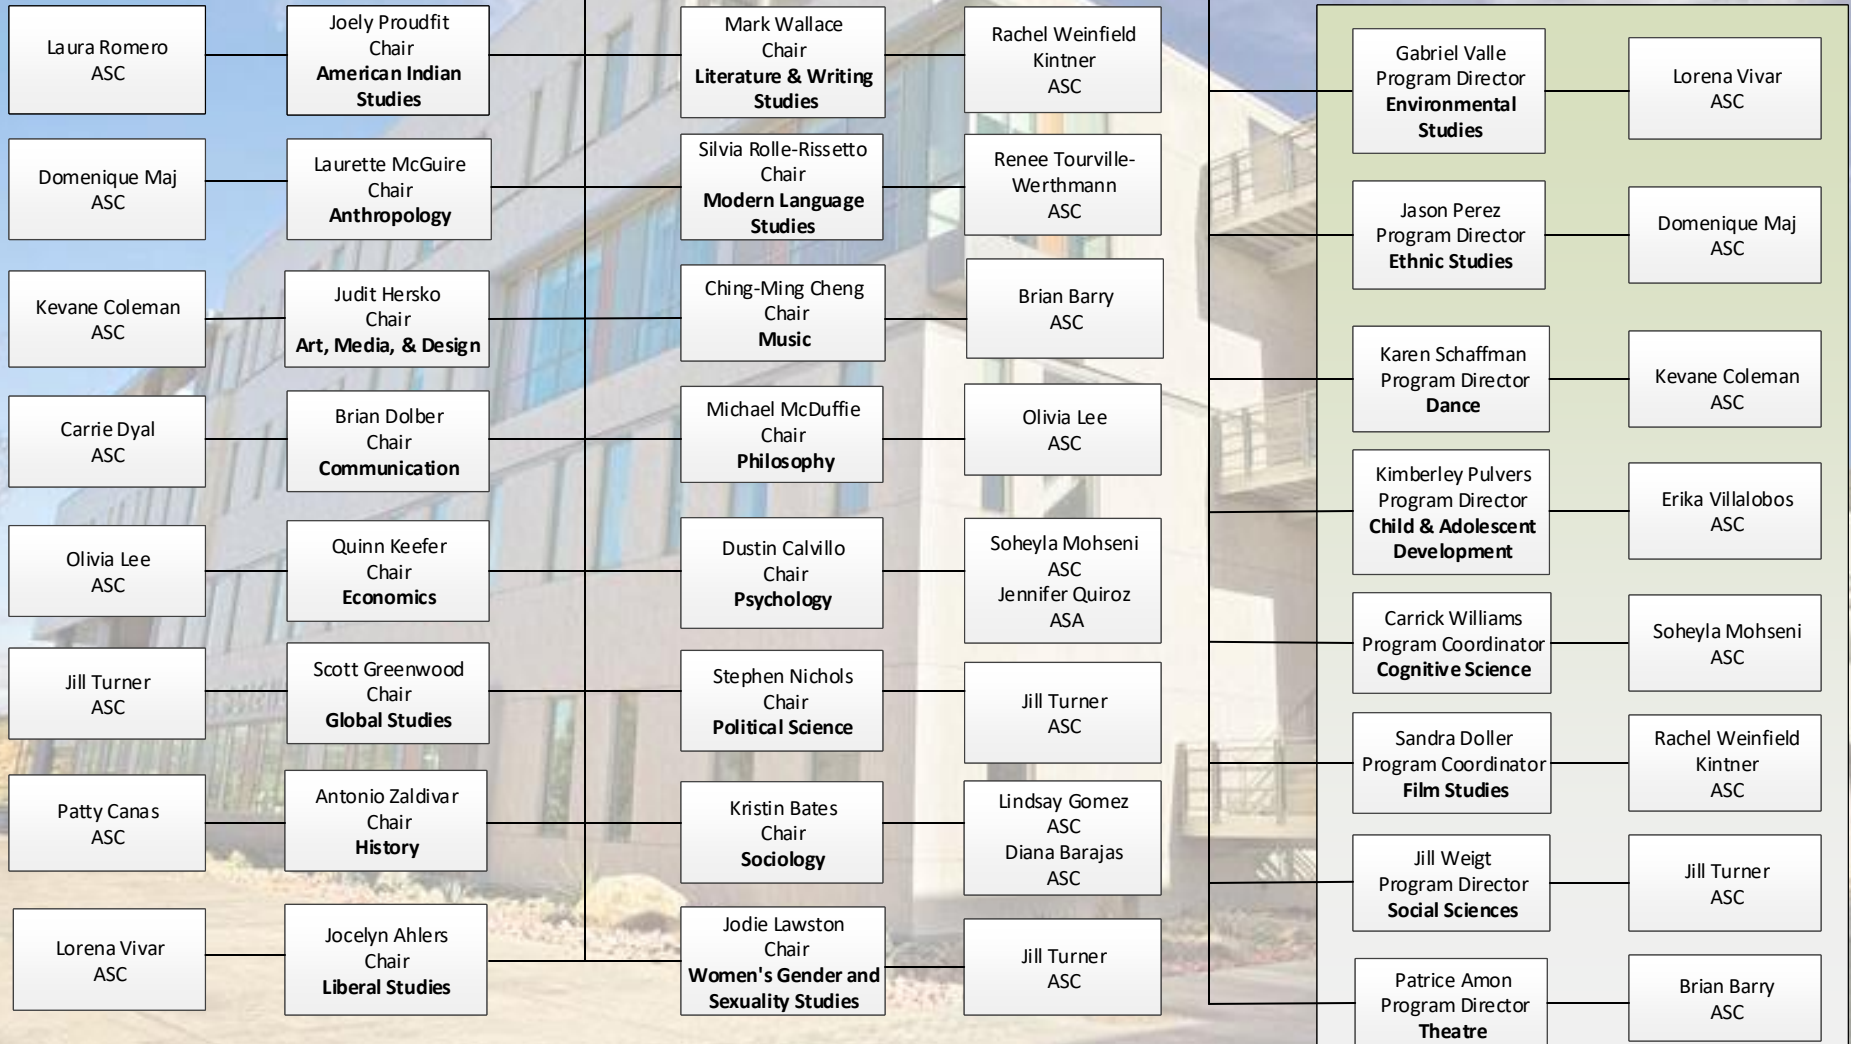 Laura Romero
ASC
Joely Proudfit
Chair
American Indian
Studies
Mark Wallace
Chair
Literature & Writing
Studies
Rachel Weinfield
Kintner
ASC
Gabriel Valle
Program Director
Environmental
Studies
Lorena Vivar
ASC
Domenique Maj
ASC
Laurette McGuire
Chair
Anthropology
Silvia Rolle-Rissetto
Chair
Modern Language
Studies
Renee Tourville-
Werthmann
ASC
Jason Perez
Program Director
Ethnic Studies
Domenique Maj
ASC
Kevane Coleman
ASC
Judit Hersko
Chair
Art, Media, & Design
Ching-Ming Cheng
Chair
Music
Brian Barry
ASC
Karen Schaffman
Program Director
Dance
Kevane Coleman
ASC
Carrie Dyal
ASC
Brian Dolber
Chair
Communication
Michael McDuffie
Chair
Philosophy
Olivia Lee
ASC
Kimberley Pulvers
Program Director
Child & Adolescent
Development
Erika Villalobos
ASC
Olivia Lee
ASC
Quinn Keefer
Chair
Economics
Dustin Calvillo
Chair
Psychology
Soheyla Mohseni
ASC
Jennifer Quiroz
ASA
Carrick Williams
Program Coordinator
Cognitive Science
Soheyla Mohseni
ASC
Jill Turner
ASC
Scott Greenwood
Chair
Global Studies
Stephen Nichols
Chair
Political Science
Jill Turner
ASC
Sandra Doller
Program Coordinator
Film Studies
Rachel Weinfield
Kintner
ASC
Patty Canas
ASC
Antonio Zaldivar
Chair
History
Kristin Bates
Chair
Sociology
Lindsay Gomez
ASC
Diana Barajas
ASC
Jill Weigt
Program Director
Social Sciences
Jill Turner
ASC
Lorena Vivar
ASC
Jocelyn Ahlers
Chair
Liberal Studies
Jodie Lawston
Chair
Women's Gender and
Sexuality Studies
Jill Turner
ASC
Patrice Amon
Program Director
Theatre
Brian Barry
ASC